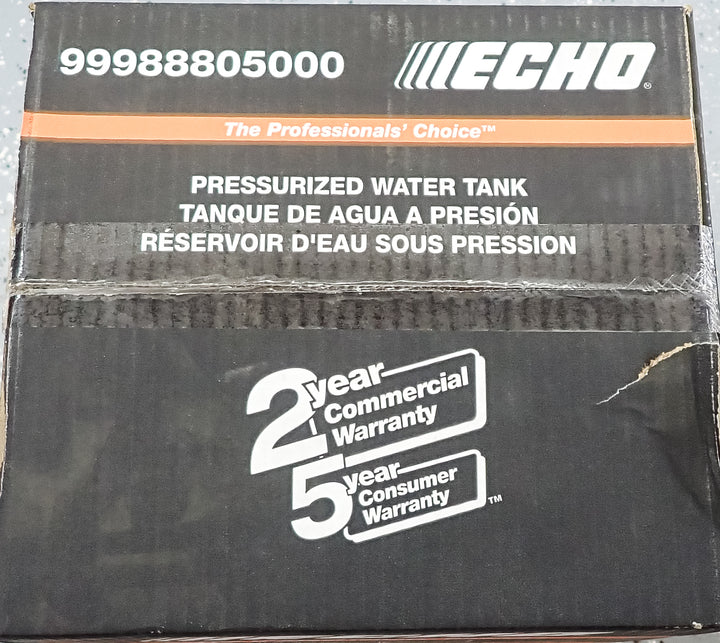 99988805000
ECHO®
The Professionals' Choice™
PRESSURIZED WATER TANK
TANQUE DE AGUA A PRESIÓN
RÉSERVOIR D'EAU SOUS PRESSION
2 year
Commercial
Warranty
5 year
Consumer
Warranty™